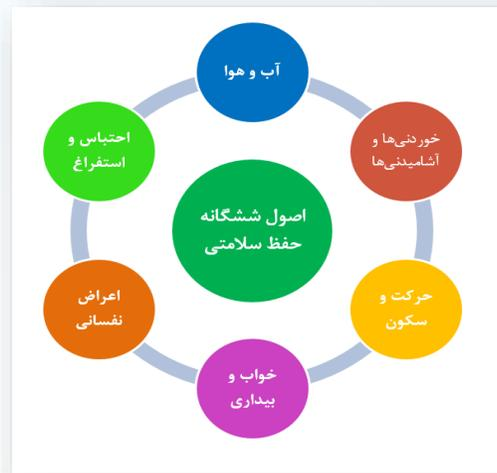 اصول ششگانه
حفظ سلامتی
آب و هوا
خوردنی‌ها و
آشامیدنی‌ها
حرکت و
سکون
خواب و
بیداری
اعراض
نفسانی
احتباس و
استفراغ